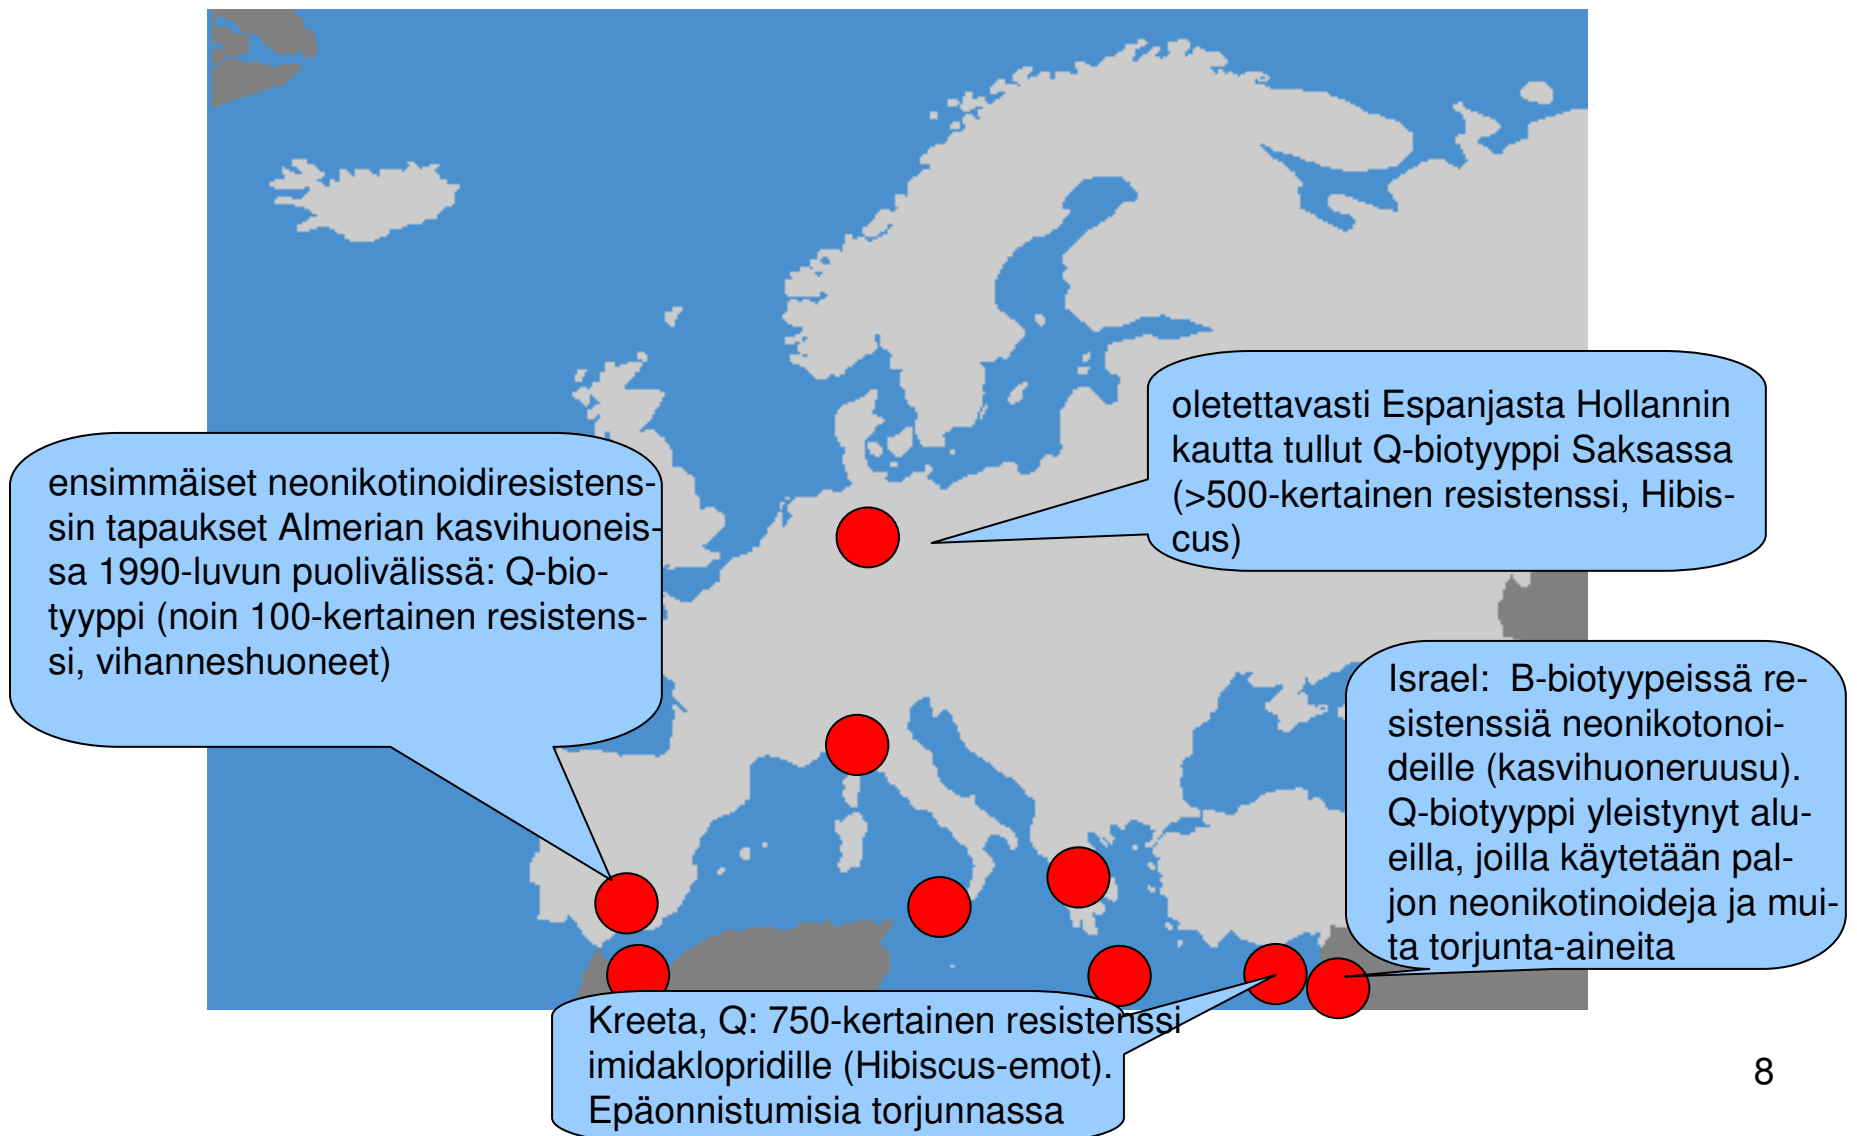 oletettavasti Espanjasta Hollannin
kautta tullut Q-biotyyppi Saksassa
(>500-kertainen resistenssi, Hibis-
cus)
ensimmäiset neonikotinoidiresistens-
sin tapaukset Almerian kasvihuoneis-
sa 1990-luvun puolivälissä: Q-bio-
tyyppi (noin 100-kertainen resistens-
si, vihanneshuoneet)
Israel: B-biotyypeissä re-
sistenssiä neonikotonoi-
deille (kasvihuoneruusu).
Q-biotyyppi yleistynyt alu-
eilla, joilla käytetään pal-
jon neonikotinoideja ja mui-
ta torjunta-aineita
Kreeta, Q: 750-kertainen resistenssi
imidaklopridille (Hibiscus-emot).
Epäonnistumisia torjunnassa
8